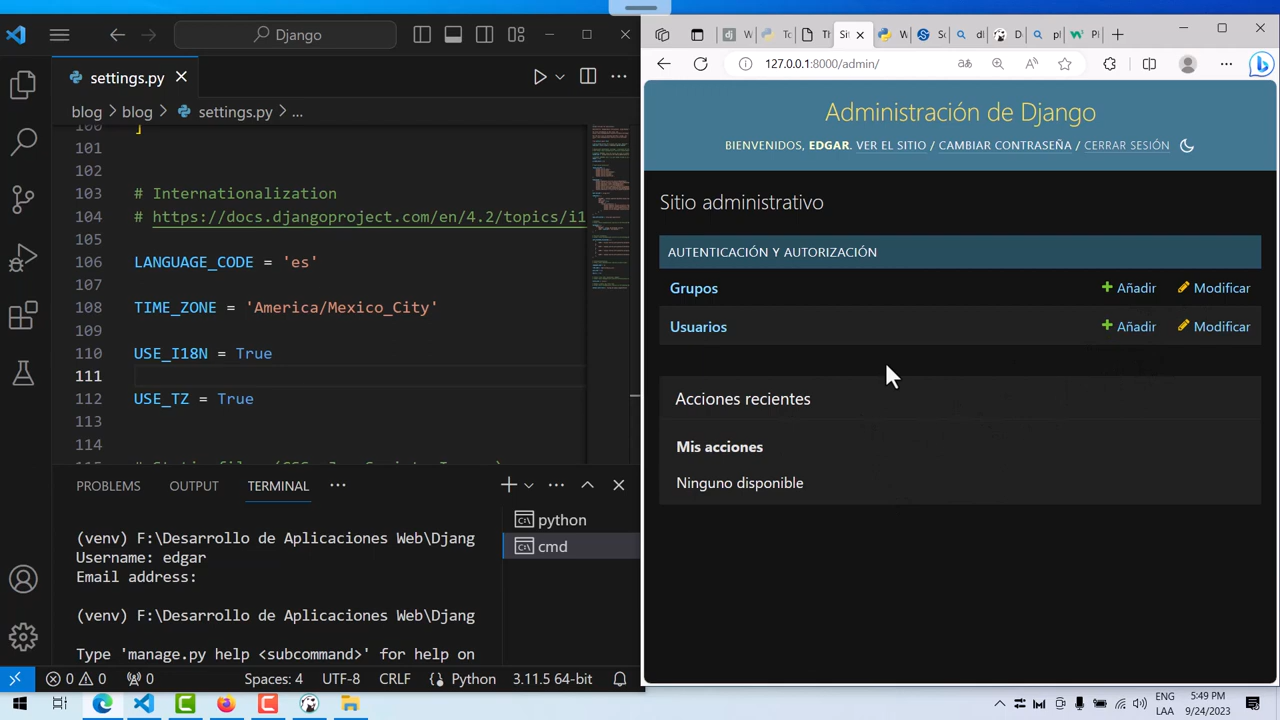 Django
settings.py
blog > blog > settings.py > ...
]
103
# Internationalization
104
# https://docs.djangoproject.com/en/4.2/topics/i1
105
106
LANGUAGE_CODE = 'es'
107
108
TIME_ZONE = 'America/Mexico_City'
109
110
USE_I18N = True
111
112
USE_TZ = True
113
114
PROBLEMS OUTPUT TERMINAL ...
(venv) F:\Desarrollo de Aplicaciones Web\Djang
Username: edgar
Email address:
(venv) F:\Desarrollo de Aplicaciones Web\Djang
Type 'manage.py help <subcommand>' for help on
python
cmd
0 0 0 Spaces: 4 UTF-8 CRLF Python 3.11.5 64-bit
127.0.0.1:8000/admin/
Administración de Django
BIENVENIDOS, EDGAR. VER EL SITIO / CAMBIAR CONTRASEÑA / CERRAR SESIÓN
Sitio administrativo
AUTENTICACIÓN Y AUTORIZACIÓN
Grupos Añadir Modificar
Usuarios Añadir Modificar
Acciones recientes
Mis acciones
Ninguno disponible
ENG
LAA
5:49 PM
9/24/2023